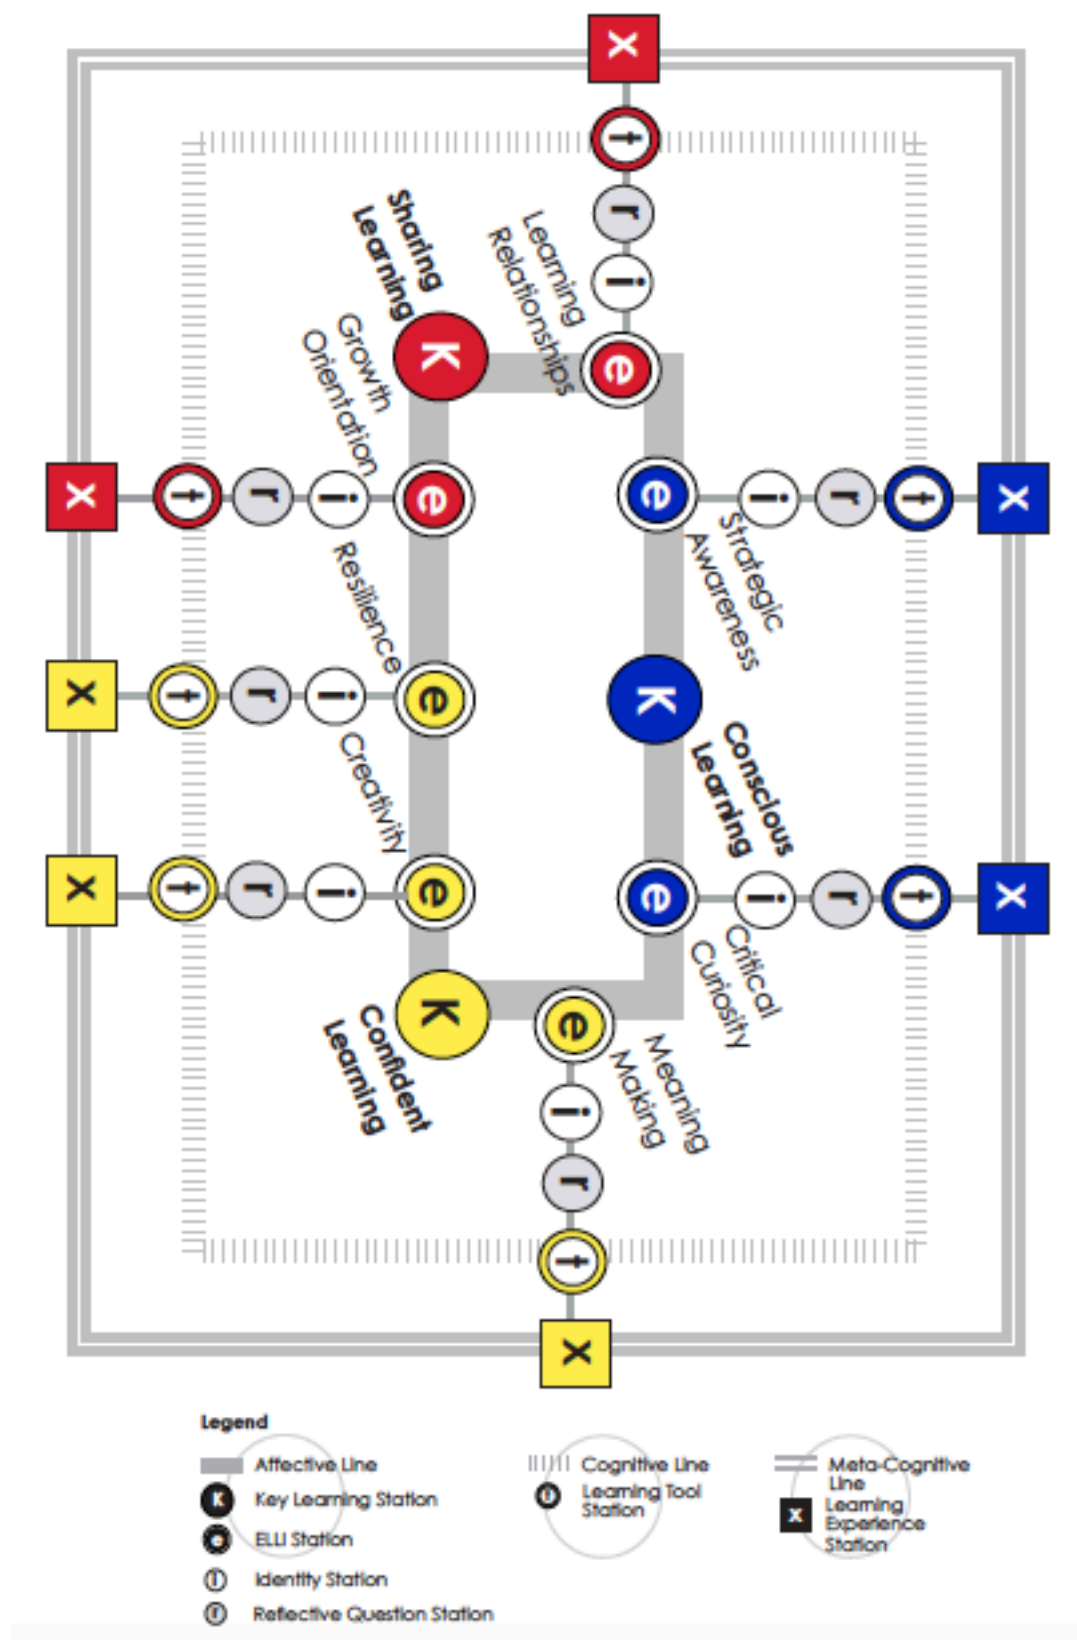 X
t
r
i
e
Learning
Relationships
Sharing
Learning
K
Growth
Orientation
X
t
r
i
e
e
i
r
t
X
Strategic
Awareness
Resilience
X
t
r
i
e
K
Conscious
Learning
Creativity
X
t
r
i
e
e
i
r
t
X
Critical
Curiosity
K
Confident
Learning
e
Meaning
Making
i
r
t
X
Legend
Affective Line
K
Key Learning Station
e
ELLI Station
i
Identity Station
r
Reflective Question Station
Cognitive Line
t
Learning Tool
Station
Meta-Cognitive
Line
X
Learning
Experience
Station